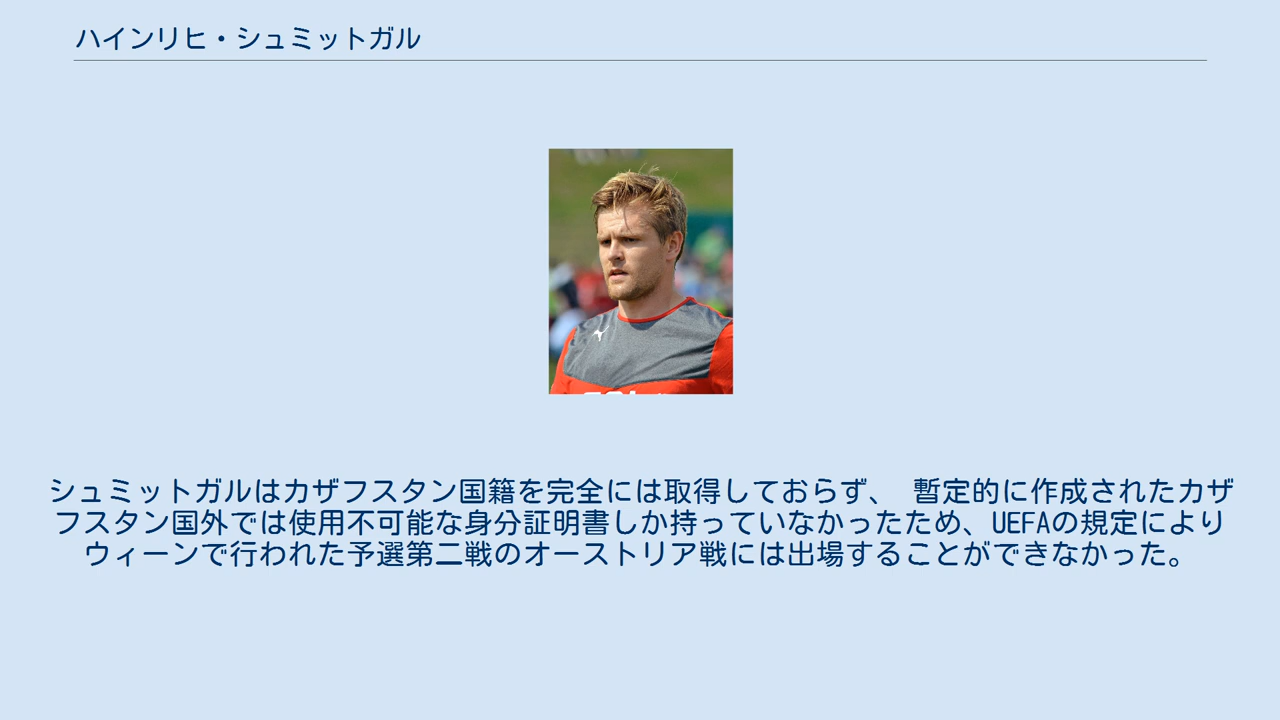 ハインリヒ・シュミットガル
シュミットガルはカザフスタン国籍を完全には取得しておらず、 暫定的に作成されたカザ
フスタン国外では使用不可能な身分証明書しか持っていなかったため、UEFAの規定により
ウィーンで行われた予選第二戦のオーストリア戦には出場することができなかった。